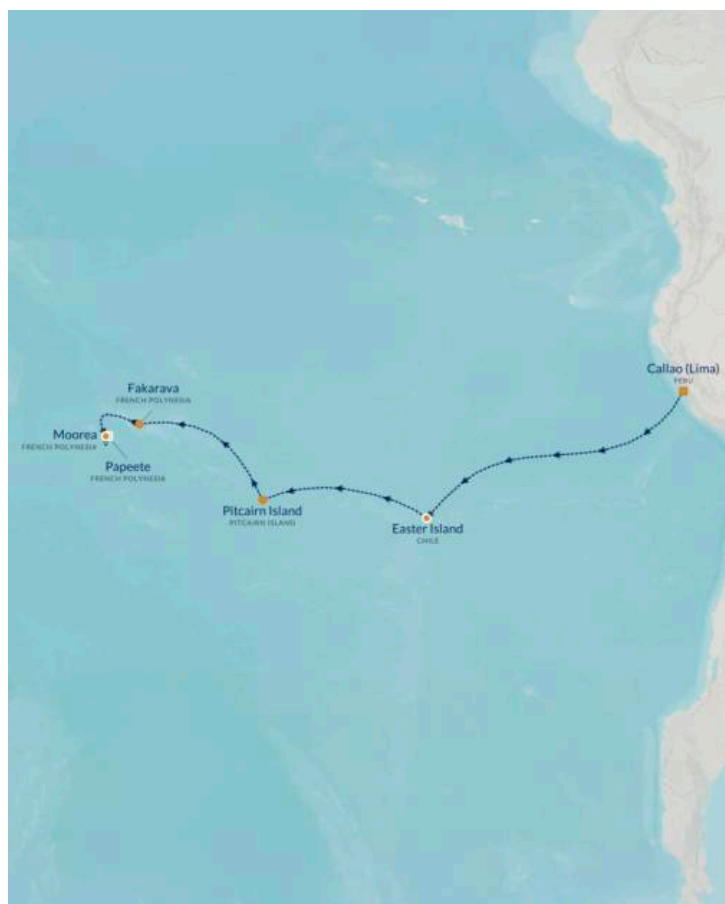 Callao (Lima)
PERU
Fakarava
FRENCH POLYNESIA
Moorea
FRENCH POLYNESIA
Papeete
FRENCH POLYNESIA
Pitcairn Island
PITCAIRN ISLAND
Easter Island
CHILE